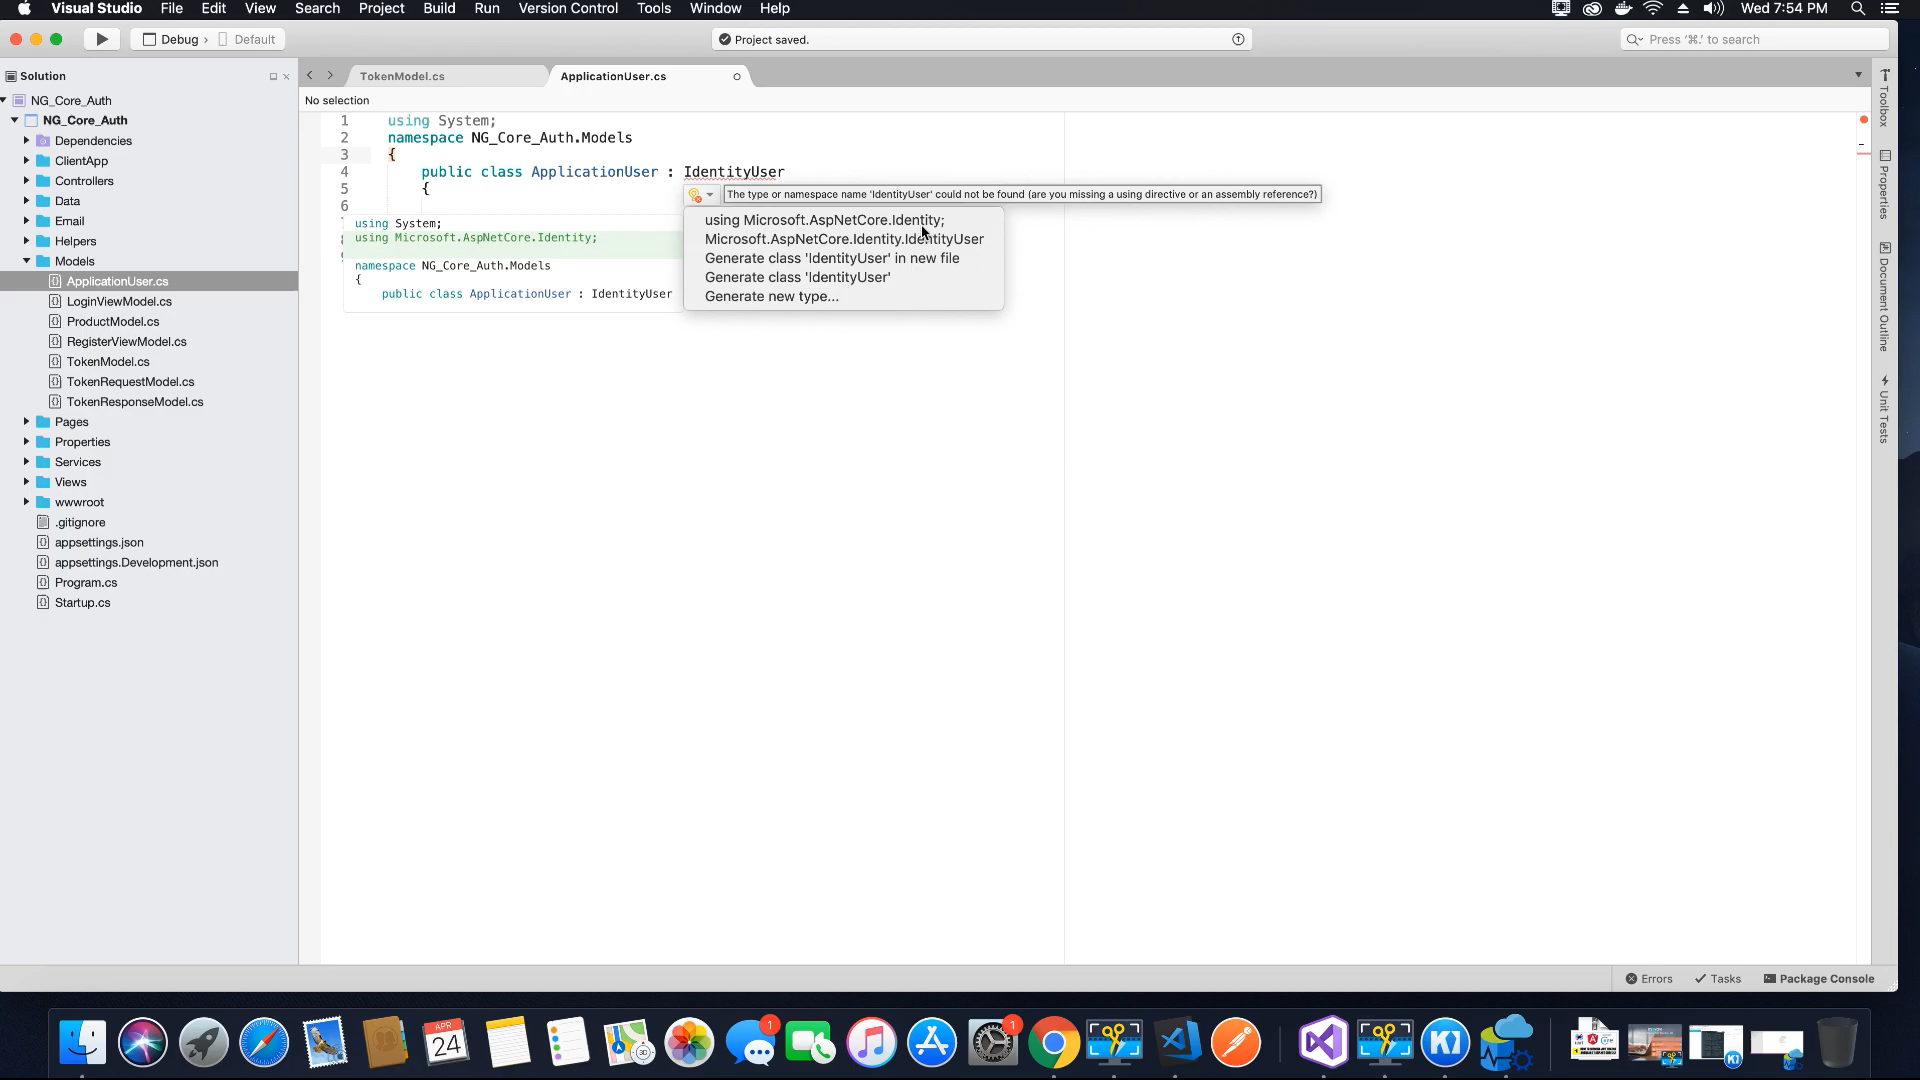 Visual Studio File Edit View Search Project Build Run Version Control Tools Window Help
1
1
Wed 7:54 PM
Debug › Default
Project saved.
Press '⌘.' to search
Solution
TokenModel.cs
ApplicationUser.cs
No selection
NG_Core_Auth
NG_Core_Auth
Dependencies
ClientApp
Controllers
Data
Email
Helpers
Models
ApplicationUser.cs
LoginViewModel.cs
ProductModel.cs
RegisterViewModel.cs
TokenModel.cs
TokenRequestModel.cs
TokenResponseModel.cs
Pages
Properties
Services
Views
wwwroot
.gitignore
appsettings.json
appsettings.Development.json
Program.cs
Startup.cs
1 using System;
2 namespace NG_Core_Auth.Models
3 {
4 public class ApplicationUser : IdentityUser
5 {
6
The type or namespace name 'IdentityUser' could not be found (are you missing a using directive or an assembly reference?)
using Microsoft.AspNetCore.Identity;
Microsoft.AspNetCore.Identity.IdentityUser
Generate class 'IdentityUser' in new file
Generate class 'IdentityUser'
Generate new type...
using System;
using Microsoft.AspNetCore.Identity;
namespace NG_Core_Auth.Models
{
public class ApplicationUser : IdentityUser
Toolbox
Properties
Document Outline
Unit Tests
Errors
Tasks
Package Console
APR
24
3D